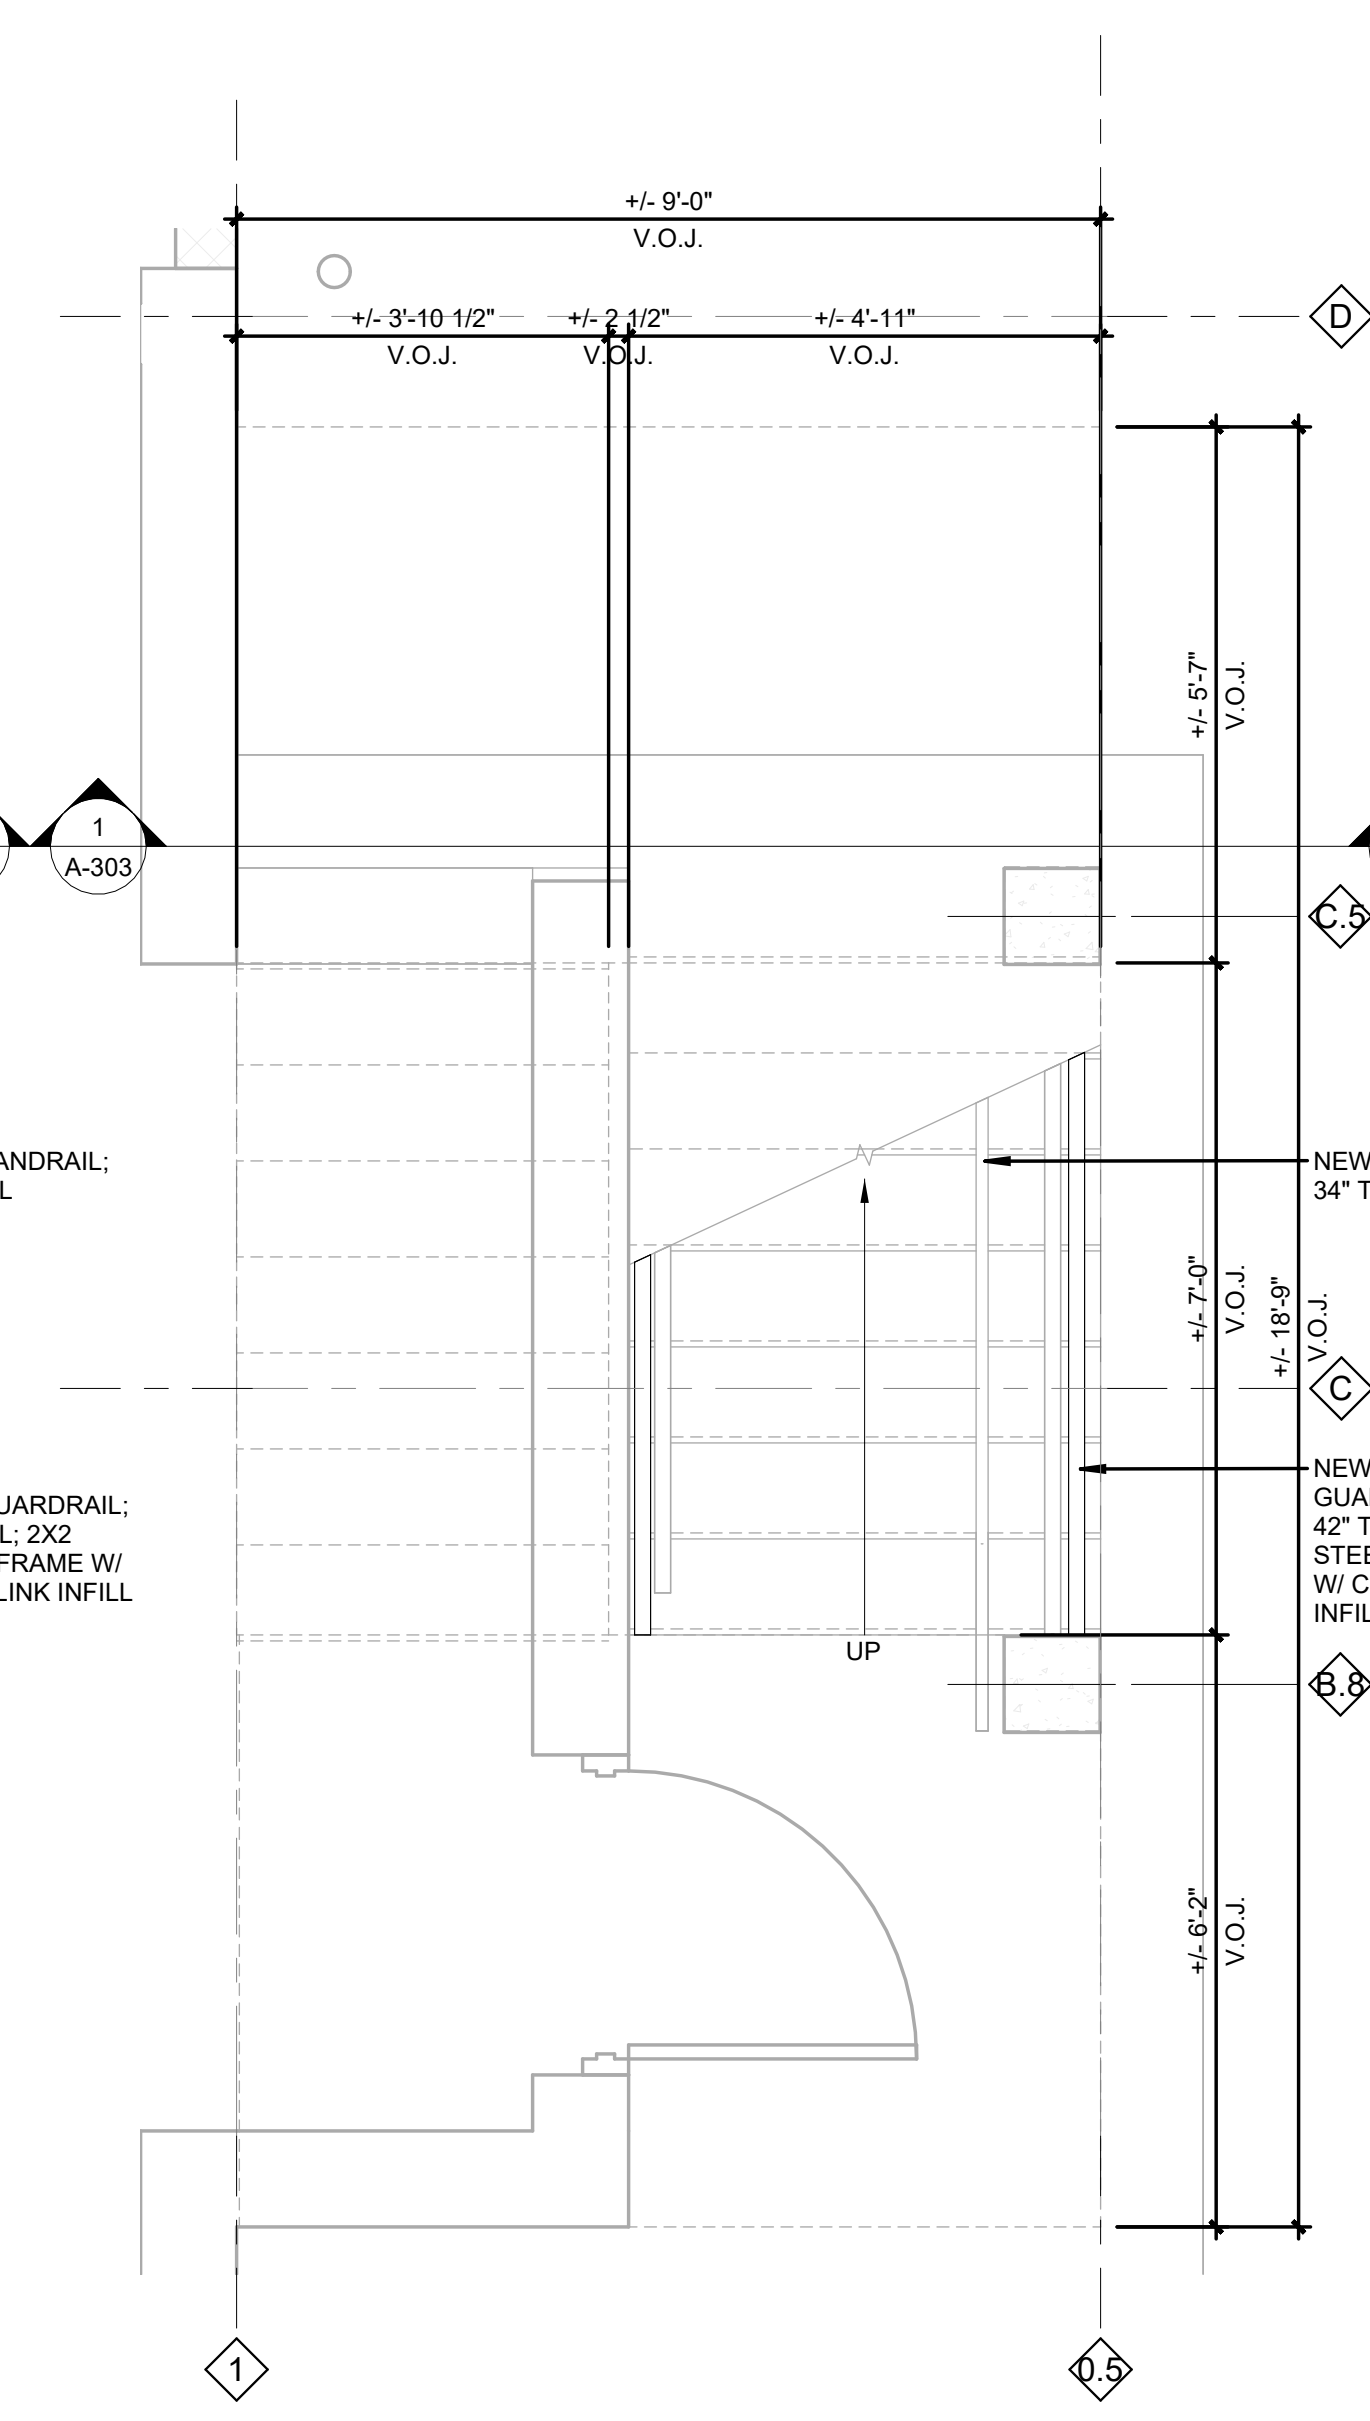 +/- 9'-0"
V.O.J.
+/- 3'-10 1/2"
V.O.J.
+/- 2 1/2"
V.O.J.
+/- 4'-11"
V.O.J.
D
+/- 5'-7"
V.O.J.
1
A-303
C.5
ANDRAIL;
L
NEW
34" T
+/- 7'-0"
V.O.J.
+/- 18'-9"
V.O.J.
C
UARDRAIL;
L; 2X2
FRAME W/
LINK INFILL
NEW
GUA
42" T
STEE
W/ C
INFIL
UP
B.8
+/- 6'-2"
V.O.J.
1
0.5